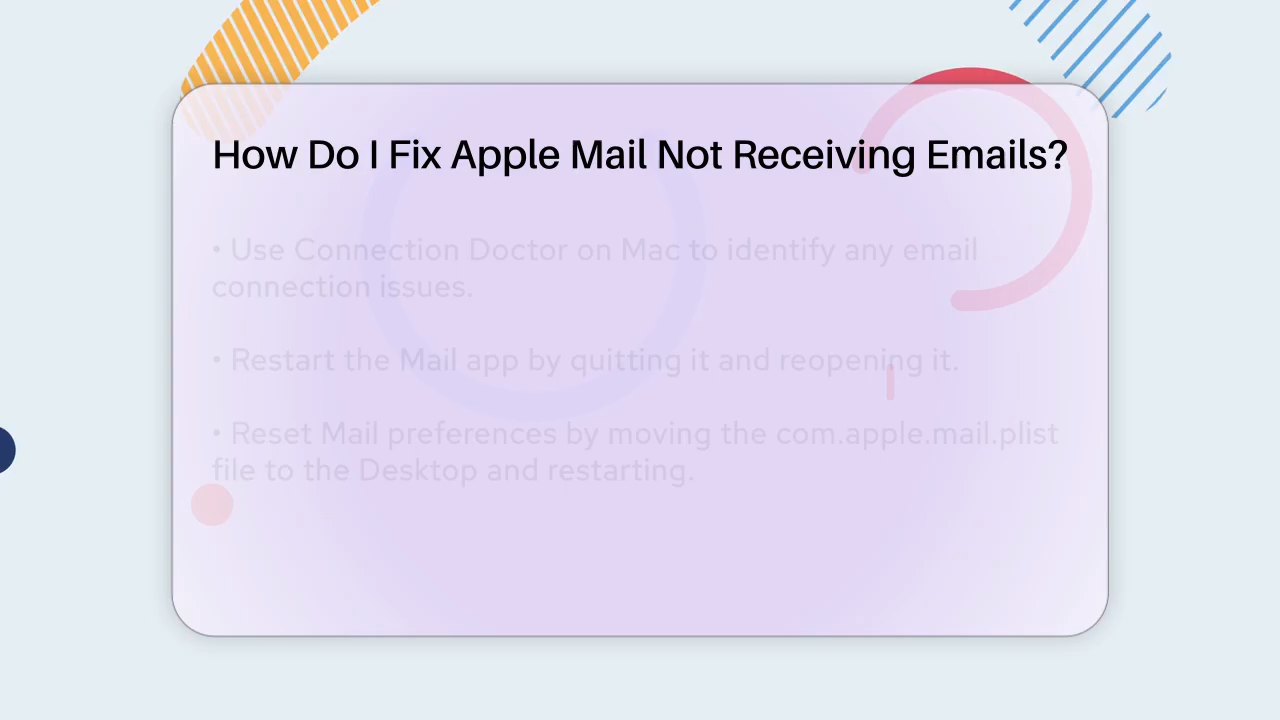 How Do I Fix Apple Mail Not Receiving Emails?
• Use Connection Doctor on Mac to identify any email
connection issues.
• Restart the Mail app by quitting it and reopening it.
• Reset Mail preferences by moving the com.apple.mail.plist
file to the Desktop and restarting.